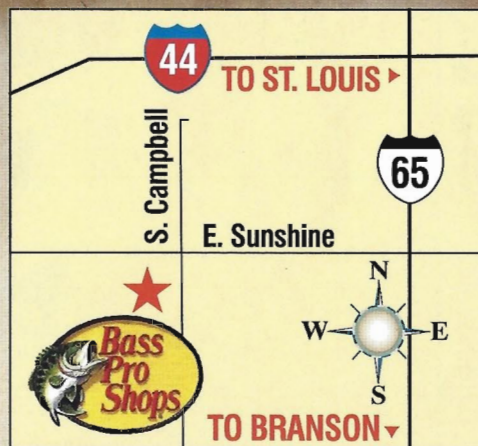 44
TO ST. LOUIS ▸
S. Campbell
65
E. Sunshine
N
W
E
S
Bass
Pro
Shops
TO BRANSON ▾